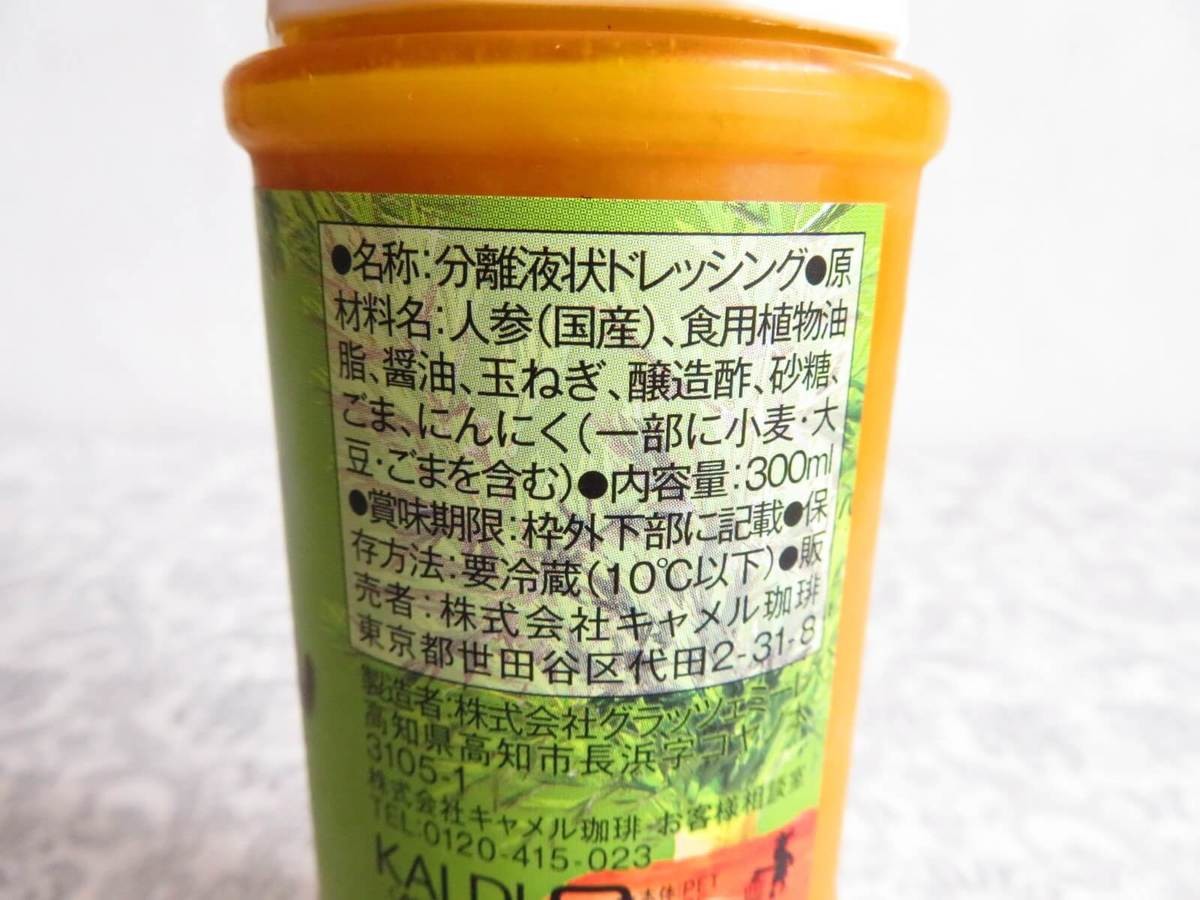 ●名称：分離液状ドレッシング●原
材料名：人参(国産)、食用植物油
脂、醤油、玉ねぎ、醸造酢、砂糖、
ごま、にんにく(一部に小麦・大
豆・ごまを含む)●内容量：300ml
●賞味期限：枠外下部に記載●保
存方法：要冷蔵(10℃以下)●販
売者：株式会社キャメル珈琲
東京都世田谷区代田2-31-8
製造者：株式会社グラッツェミーレ
高知県高知市長浜字コヤ
3105-1
株式会社キャメル珈琲 お客様相談室
TEL:0120-415-023
KALDI
本体:PET